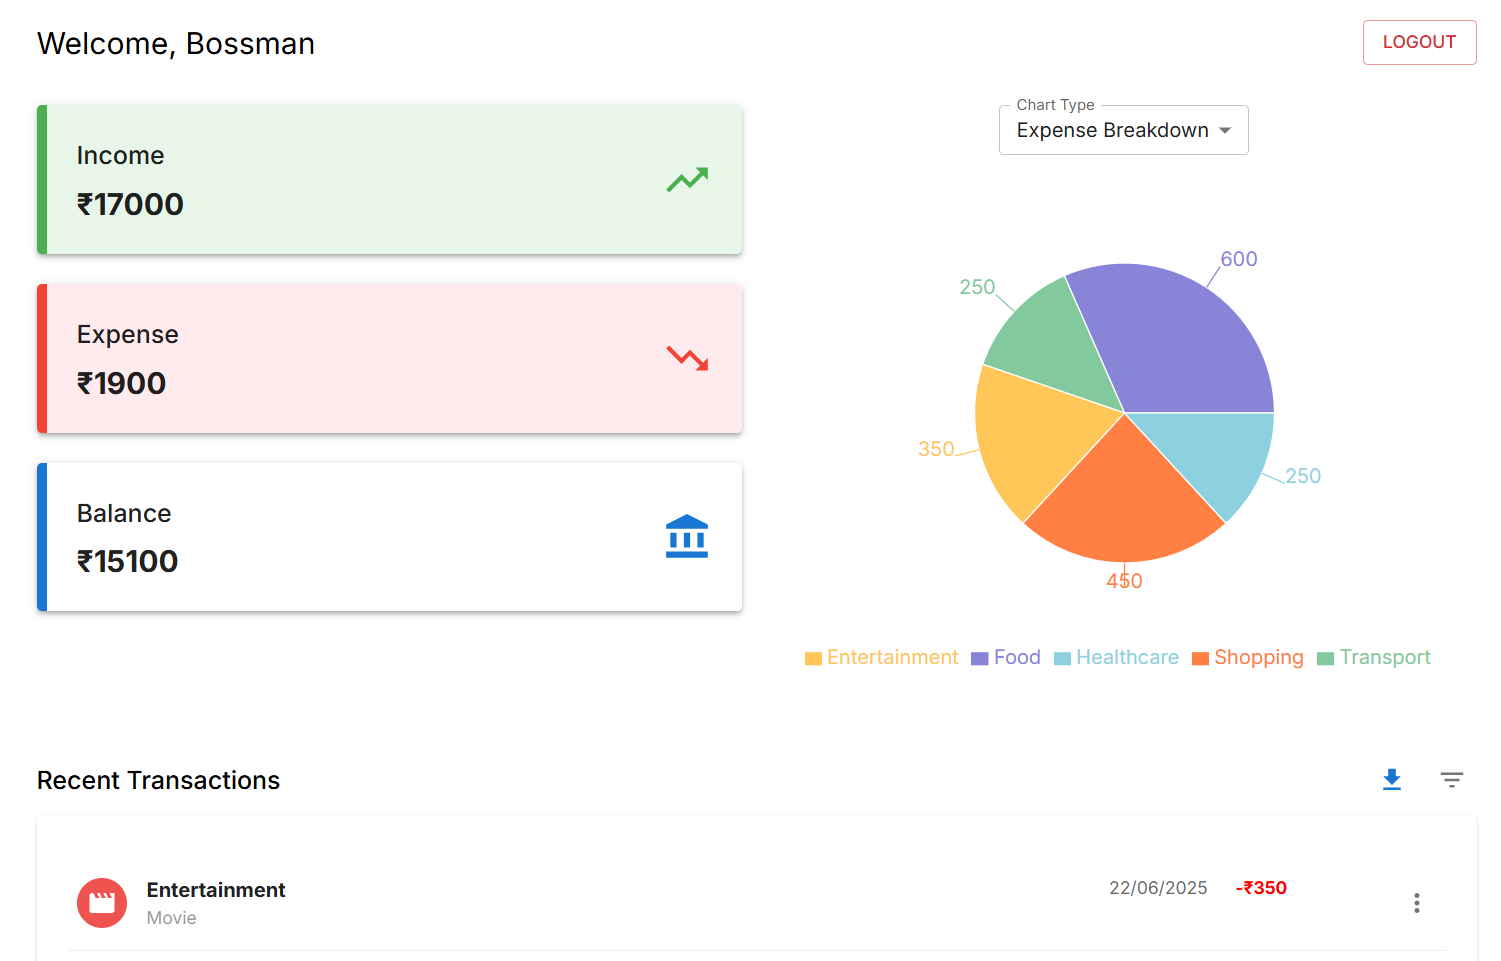 Welcome, Bossman
LOGOUT
Income
₹17000
Expense
₹1900
Balance
₹15100
Chart Type
Expense Breakdown
600
250
350
250
450
Entertainment Food Healthcare Shopping Transport
Recent Transactions
Entertainment
Movie
22/06/2025 -₹350